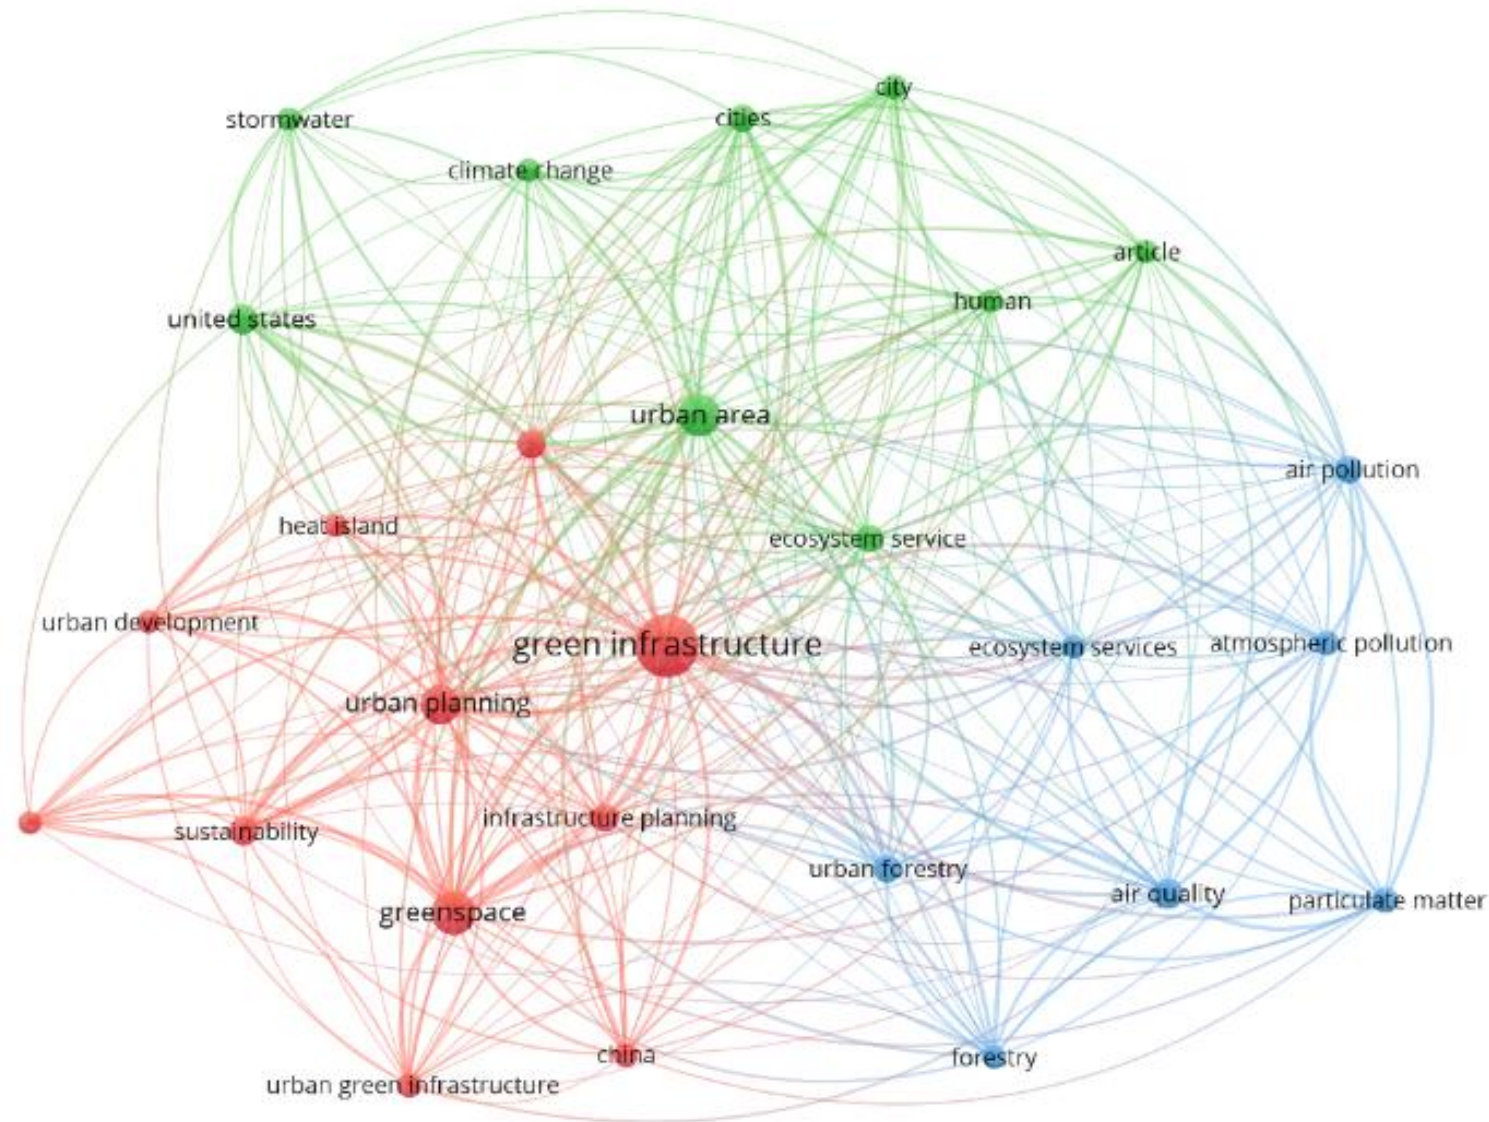 city
cities
stormwater
climate change
article
human
united states
urban area
air pollution
heat island
ecosystem service
urban development
green infrastructure
ecosystem services
atmospheric pollution
urban planning
infrastructure planning
sustainability
urban forestry
air quality
particulate matter
greenspace
china
forestry
urban green infrastructure